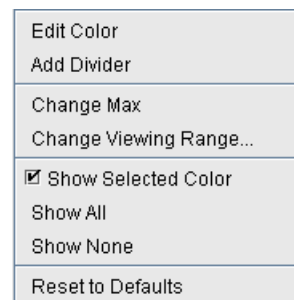 Edit Color
Add Divider
Change Max
Change Viewing Range...
Show Selected Color
Show All
Show None
Reset to Defaults